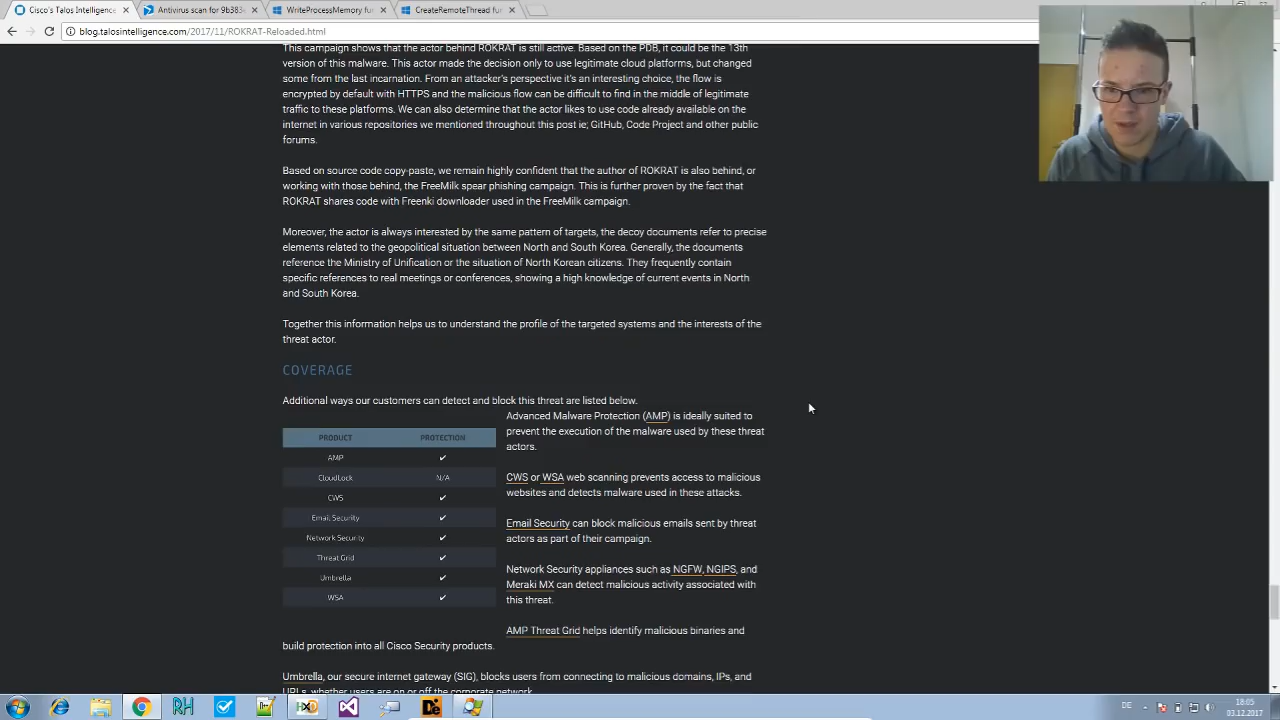 Cisco's Talos Intelligence
Antivirus scan for 9b383e
WriteProcessMemory fun
CreateRemoteThread fun
blog.talosintelligence.com/2017/11/ROKRAT-Reloaded.html
This campaign shows that the actor behind ROKRAT is still active. Based on the PDB, it could be the 13th
version of this malware. This actor made the decision only to use legitimate cloud platforms, but changed
some from the last incarnation. From an attacker's perspective it's an interesting choice, the flow is
encrypted by default with HTTPS and the malicious flow can be difficult to find in the middle of legitimate
traffic to these platforms. We can also determine that the actor likes to use code already available on the
internet in various repositories we mentioned throughout this post ie; GitHub, Code Project and other public
forums.
Based on source code copy-paste, we remain highly confident that the author of ROKRAT is also behind, or
working with those behind, the FreeMilk spear phishing campaign. This is further proven by the fact that
ROKRAT shares code with Freenki downloader used in the FreeMilk campaign.
Moreover, the actor is always interested by the same pattern of targets, the decoy documents refer to precise
elements related to the geopolitical situation between North and South Korea. Generally, the documents
reference the Ministry of Unification or the situation of North Korean citizens. They frequently contain
specific references to real meetings or conferences, showing a high knowledge of current events in North
and South Korea.
Together this information helps us to understand the profile of the targeted systems and the interests of the
threat actor.
COVERAGE
Additional ways our customers can detect and block this threat are listed below.
PRODUCT PROTECTION
AMP ✔
CloudLock N/A
CWS ✔
Email Security ✔
Network Security ✔
Threat Grid ✔
Umbrella ✔
WSA ✔
Advanced Malware Protection (AMP) is ideally suited to
prevent the execution of the malware used by these threat
actors.
CWS or WSA web scanning prevents access to malicious
websites and detects malware used in these attacks.
Email Security can block malicious emails sent by threat
actors as part of their campaign.
Network Security appliances such as NGFW, NGIPS, and
Meraki MX can detect malicious activity associated with
this threat.
AMP Threat Grid helps identify malicious binaries and
build protection into all Cisco Security products.
Umbrella, our secure internet gateway (SIG), blocks users from connecting to malicious domains, IPs, and
URLs, whether users are on or off the corporate network.
RH
HXD
DE
18:05
03.12.2017